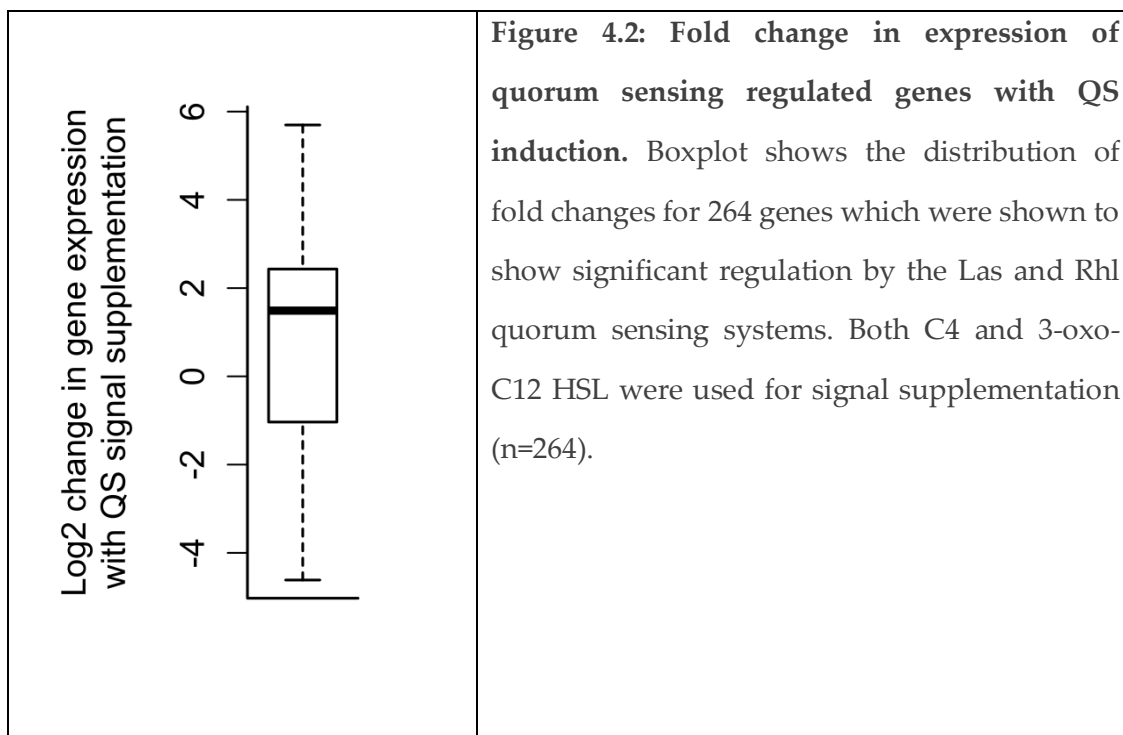 Log2 change in gene expression
with QS signal supplementation
6
4
2
0
-2
-4
Figure 4.2: Fold change in expression of
quorum sensing regulated genes with QS
induction. Boxplot shows the distribution of
fold changes for 264 genes which were shown to
show significant regulation by the Las and Rhl
quorum sensing systems. Both C4 and 3-oxo-
C12 HSL were used for signal supplementation
(n=264).